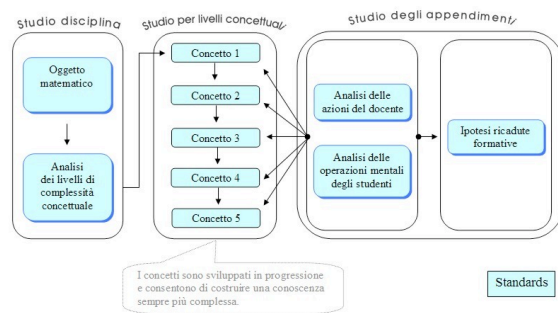 Studio disciplina
Studio per livelli concettuali
Studio degli appendimenti
Oggetto
matematico
Analisi
dei livelli di
complessità
concettuale
Concetto 1
Concetto 2
Concetto 3
Concetto 4
Concetto 5
Analisi delle
azioni del docente
Analisi delle
operazioni mentali
degli studenti
Ipotesi ricadute
formative
I concetti sono sviluppati in progressione
e consentono di costruire una conoscenza
sempre più complessa.
Standards